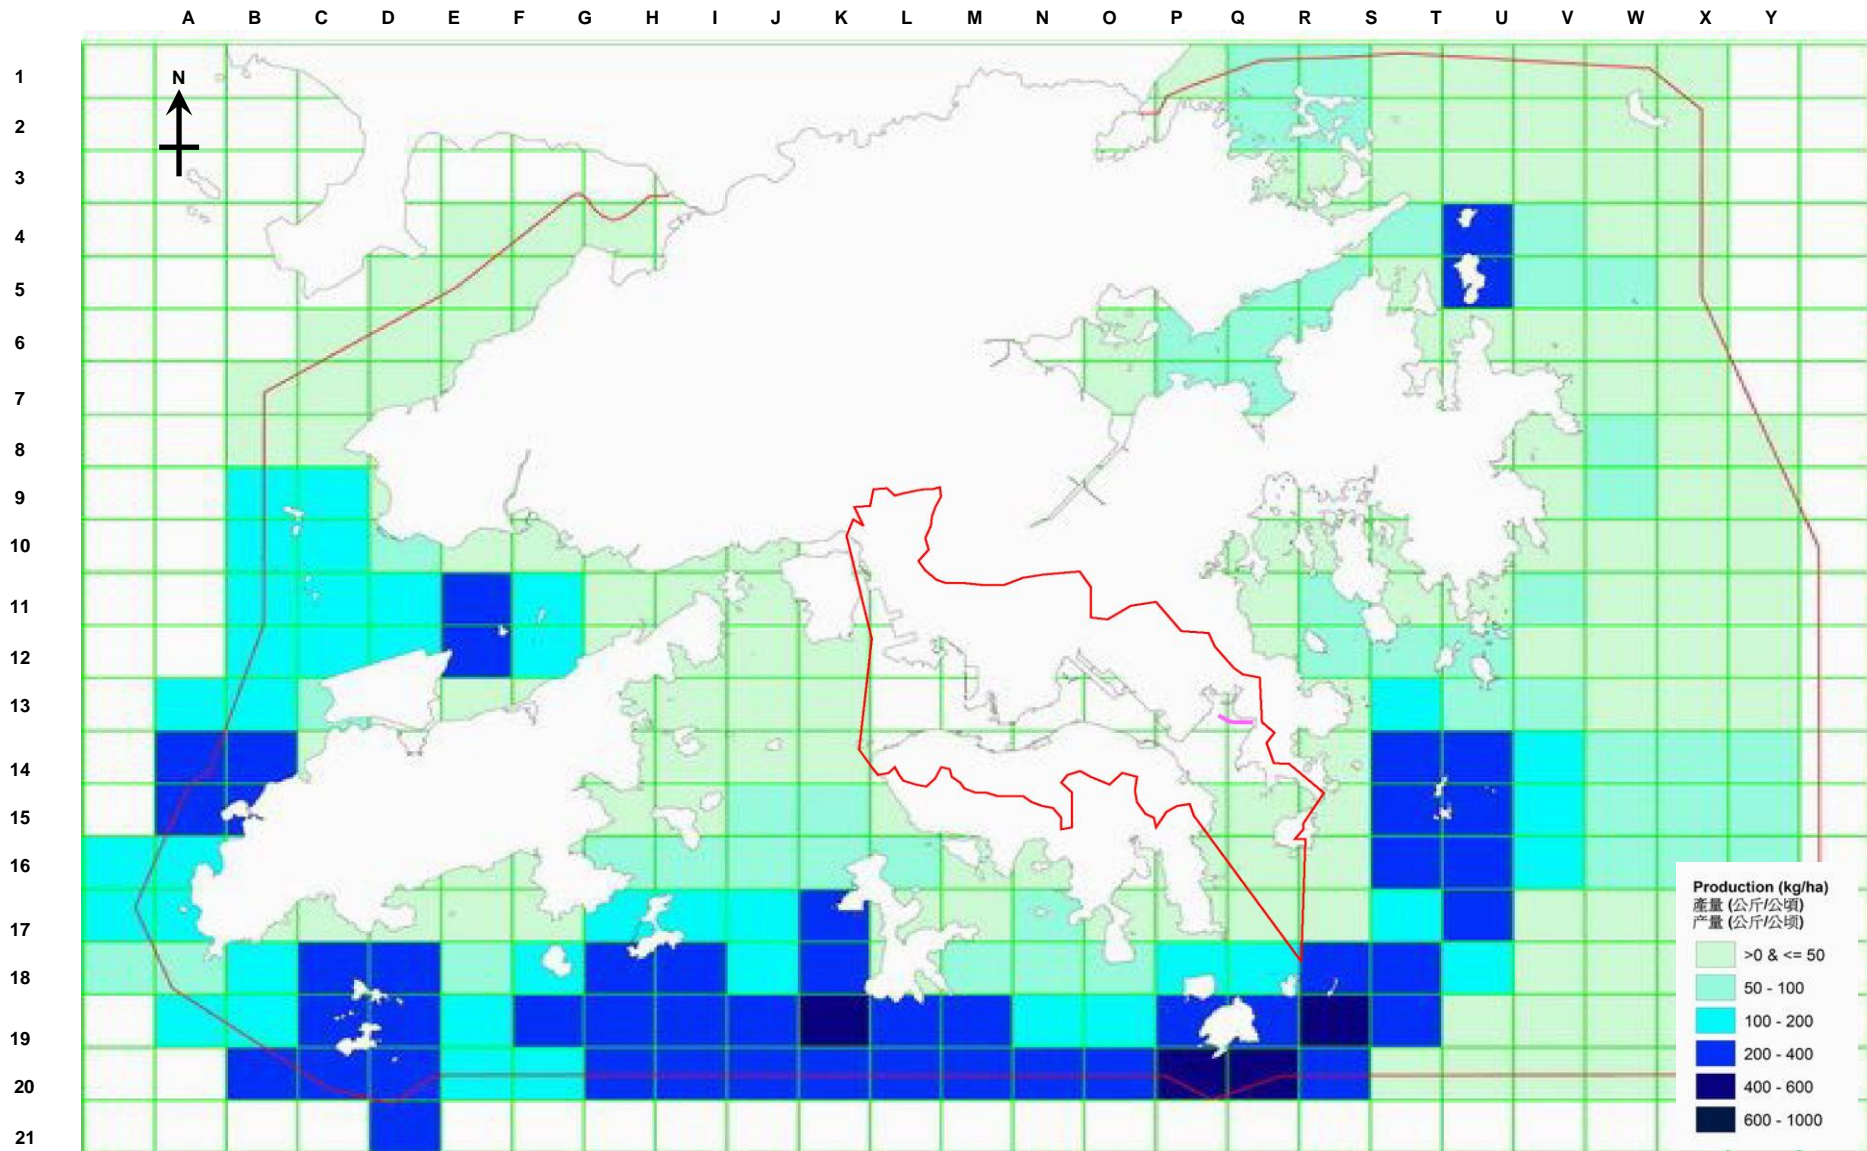 A B C D E F G H I J K L M N O P Q R S T U V W X Y
1
N
2
3
4
5
6
7
8
9
10
11
12
13
14
15
16
Production (kg/ha)
產量 (公斤/公頃)
产量 (公斤/公顷)
17
>0 & <= 50
18
50 - 100
100 - 200
19
200 - 400
20
400 - 600
600 - 1000
21